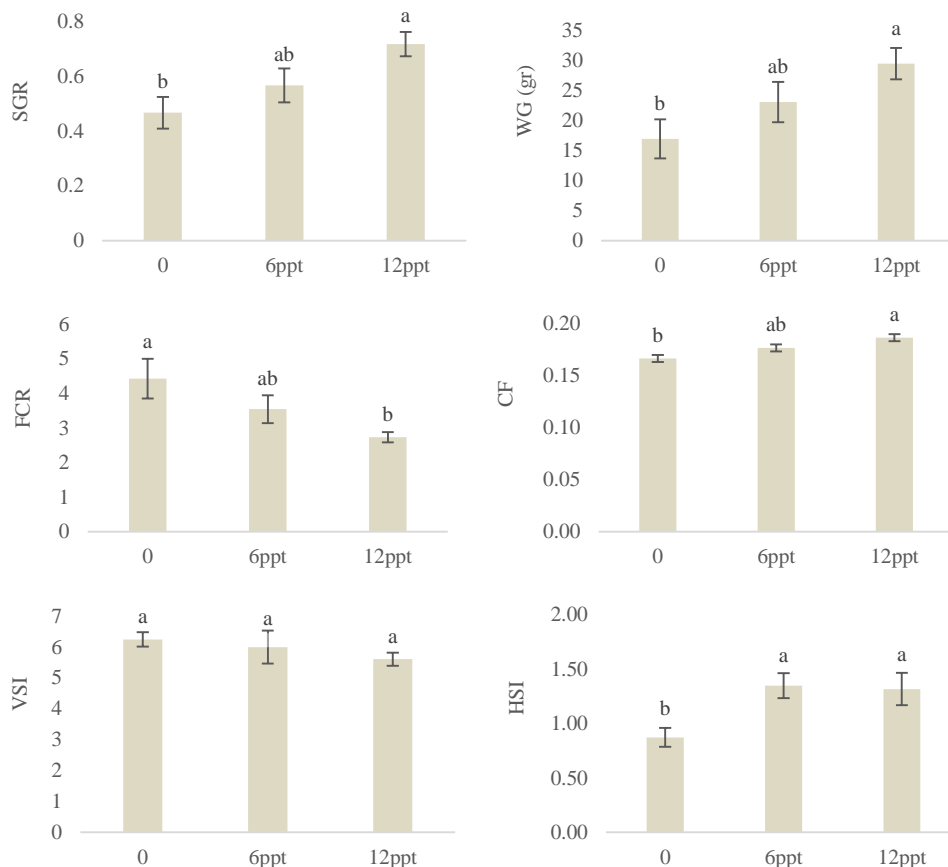 SGR
0.8
0.6
0.4
0.2
0
b
ab
a
0
6ppt
12ppt
WG (gr)
35
30
25
20
15
10
5
0
b
ab
a
0
6ppt
12ppt
FCR
6
5
4
3
2
1
0
a
ab
b
0
6ppt
12ppt
CF
0.20
0.15
0.10
0.05
0.00
b
ab
a
0
6ppt
12ppt
VSI
7
6
5
4
3
2
1
0
a
a
a
0
6ppt
12ppt
HSI
2.00
1.50
1.00
0.50
0.00
b
a
a
0
6ppt
12ppt